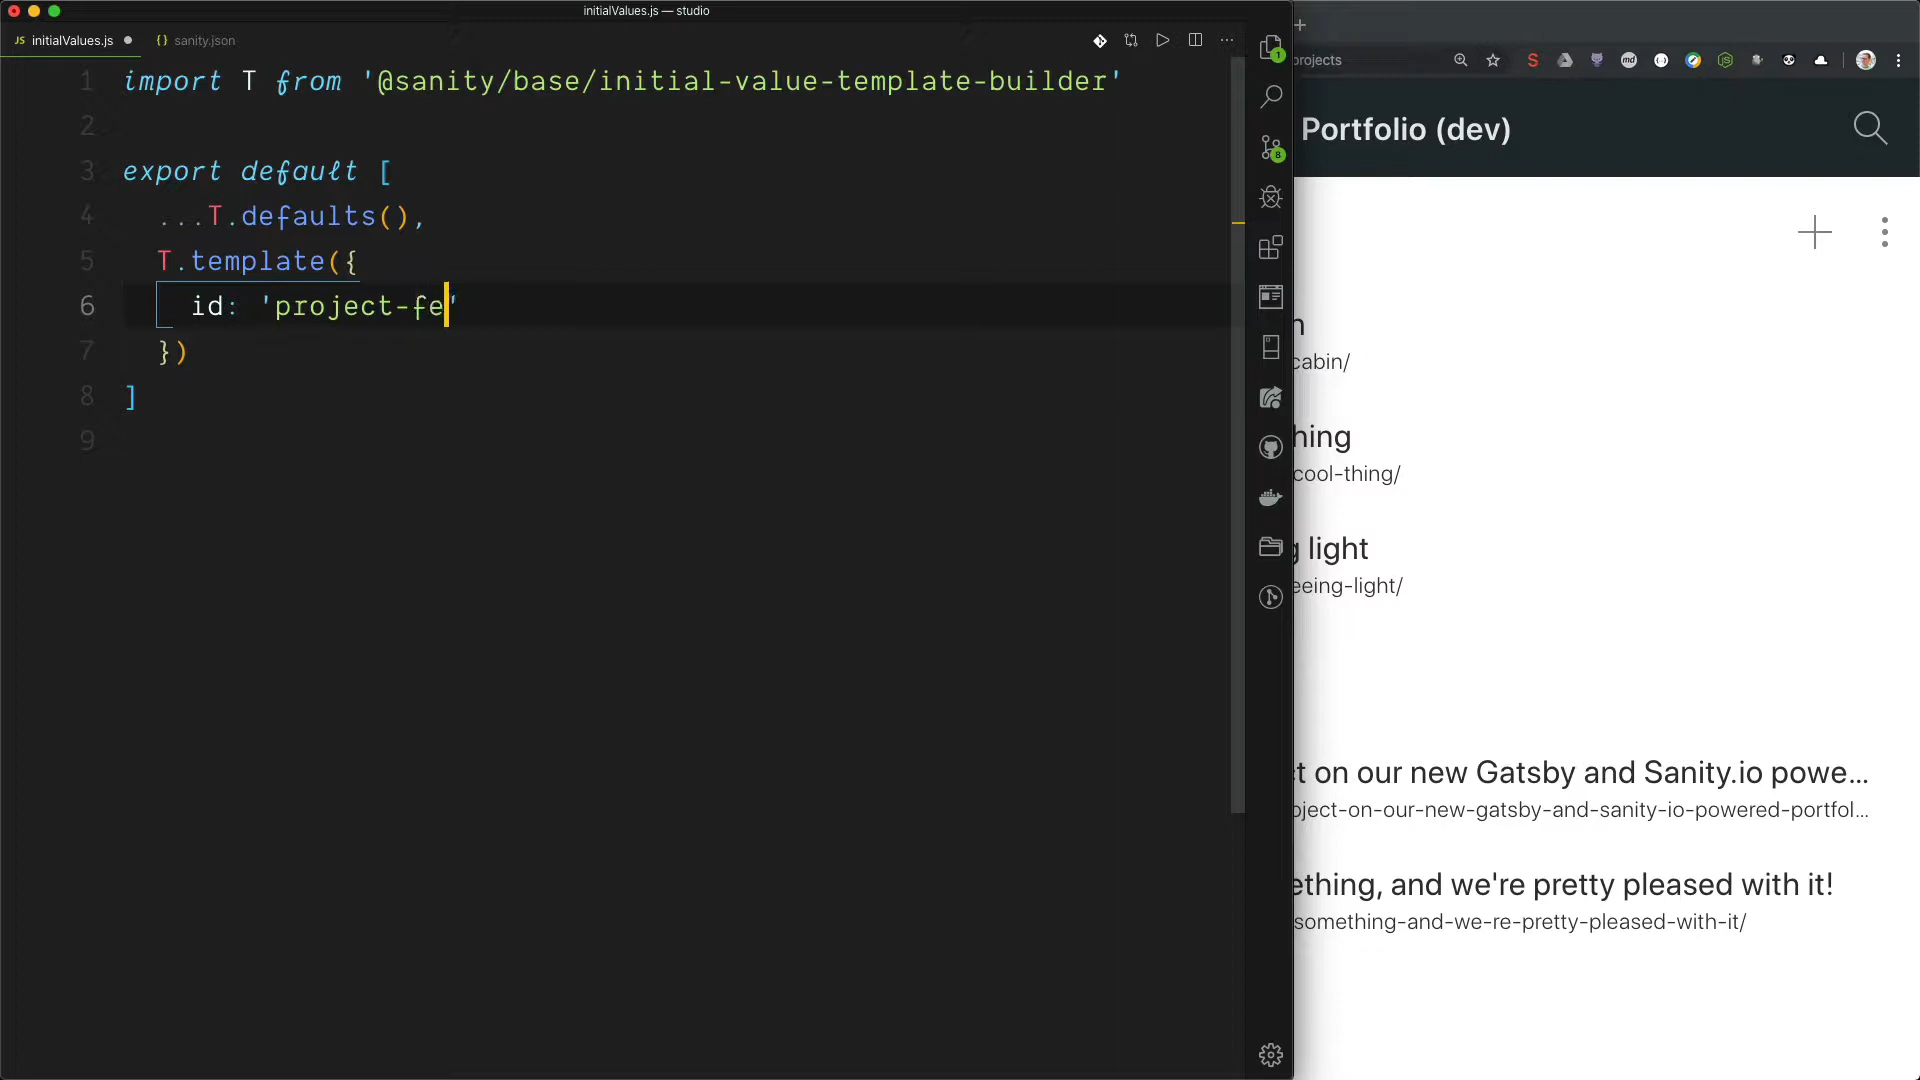 initialValues.js — studio
JS initialValues.js
{} sanity.json
1 import T from '@sanity/base/initial-value-template-builder'
2
3 export default [
4 ...T.defaults(),
5 T.template({
6 id: 'project-fe'
7 })
8 ]
9
1
8
projects
Portfolio (dev)
n
cabin/
hing
cool-thing/
g light
eeing-light/
t on our new Gatsby and Sanity.io powe...
oject-on-our-new-gatsby-and-sanity-io-powered-portfol...
ething, and we're pretty pleased with it!
something-and-we-re-pretty-pleased-with-it/